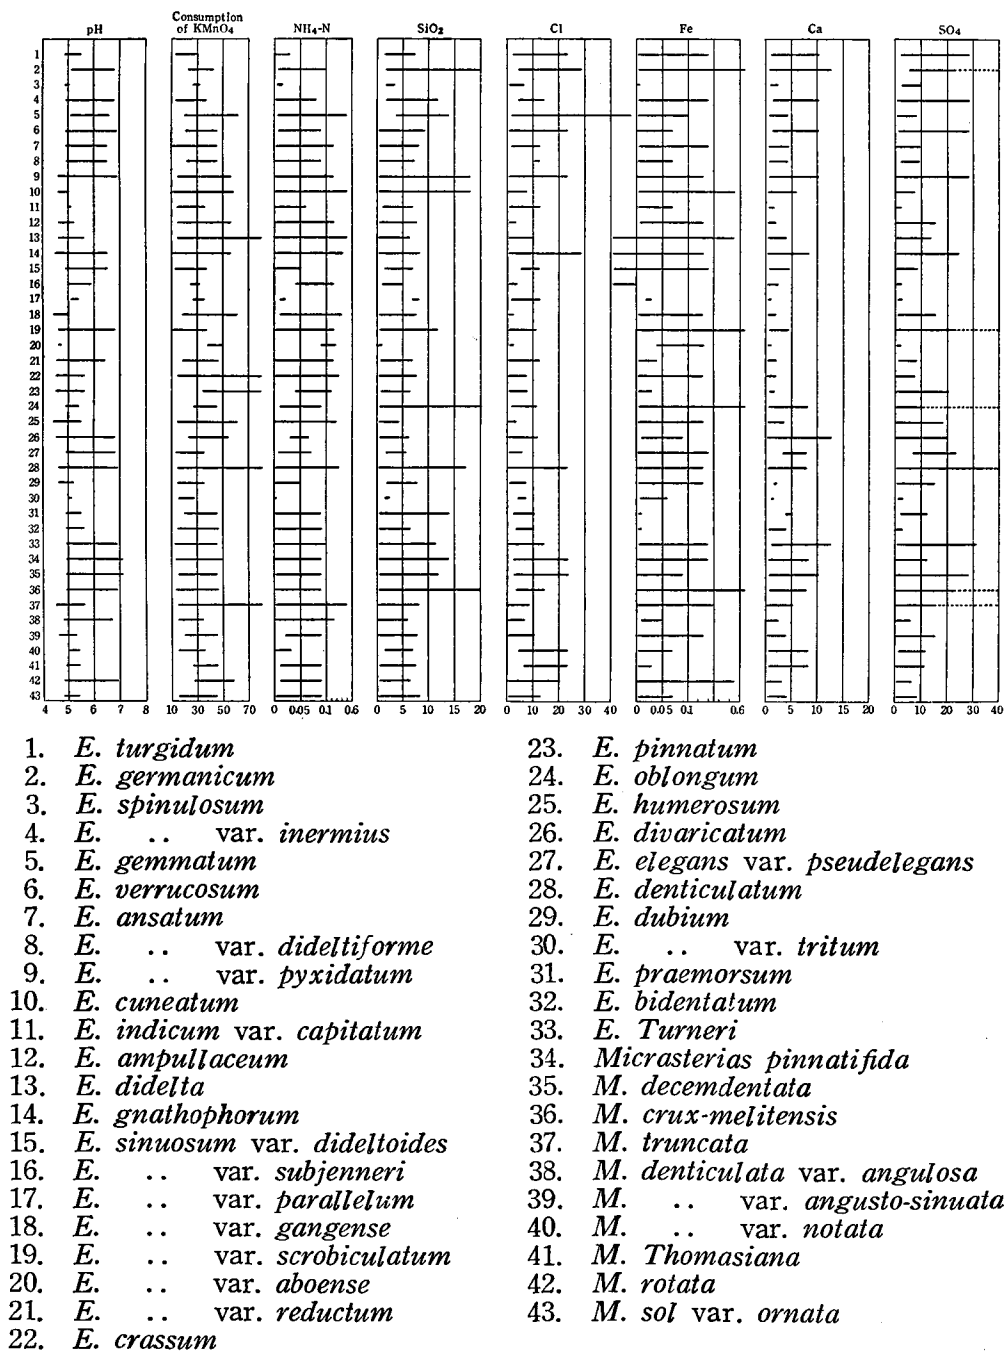 Consumption
of KMnO₄
pH NH₄-N SiO₂ Cl Fe Ca SO₄
1
2
3
4
5
6
7
8
9
10
11
12
13
14
15
16
17
18
19
20
21
22
23
24
25
26
27
28
29
30
31
32
33
34
35
36
37
38
39
40
41
42
43
4 5 6 7 8 10 30 50 70 0 0.05 0.1 0.6 0 5 10 15 20 0 10 20 30 40 0 0.05 0.1 0.6 0 5 10 15 20 0 10 20 30 40
1. E. turgidum
2. E. germanicum
3. E. spinulosum
4. E. .. var. inermius
5. E. gemmatum
6. E. verrucosum
7. E. ansatum
8. E. .. var. dideltiforme
9. E. .. var. pyxidatum
10. E. cuneatum
11. E. indicum var. capitatum
12. E. ampullaceum
13. E. didelta
14. E. gnathophorum
15. E. sinuosum var. dideltoides
16. E. .. var. subjenneri
17. E. .. var. parallelum
18. E. .. var. gangense
19. E. .. var. scrobiculatum
20. E. .. var. aboense
21. E. .. var. reductum
22. E. crassum
23. E. pinnatum
24. E. oblongum
25. E. humerosum
26. E. divaricatum
27. E. elegans var. pseudelegans
28. E. denticulatum
29. E. dubium
30. E. .. var. tritum
31. E. praemorsum
32. E. bidentatum
33. E. Turneri
34. Micrasterias pinnatifida
35. M. decemdentata
36. M. crux-melitensis
37. M. truncata
38. M. denticulata var. angulosa
39. M. .. var. angusto-sinuata
40. M. .. var. notata
41. M. Thomasiana
42. M. rotata
43. M. sol var. ornata